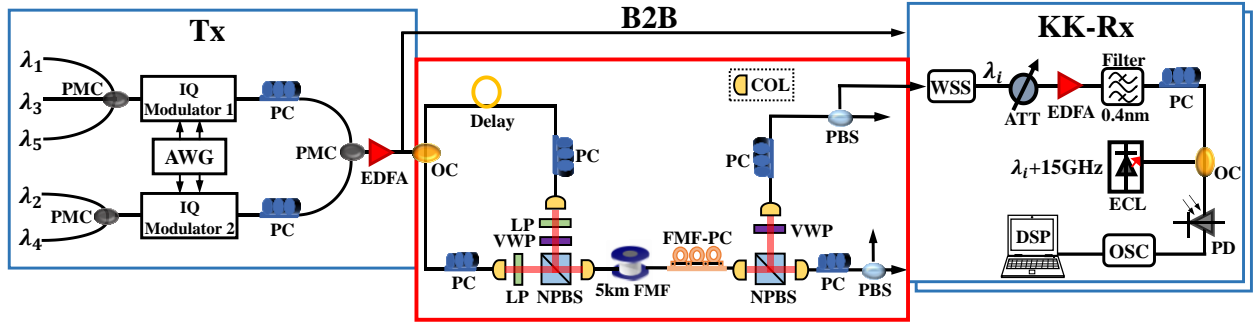 Tx
B2B
KK-Rx
λ1
λ3
λ5
PMC
IQ
Modulator 1
PC
AWG
λ2
λ4
PMC
IQ
Modulator 2
PC
PMC
EDFA
OC
Delay
PC
LP
VWP
PC
LP
NPBS
5km FMF
FMF-PC
COL
PC
PBS
VWP
NPBS
PC
PBS
WSS
λi
ATT
EDFA
Filter
0.4nm
PC
OC
λi+15GHz
ECL
PD
OSC
DSP